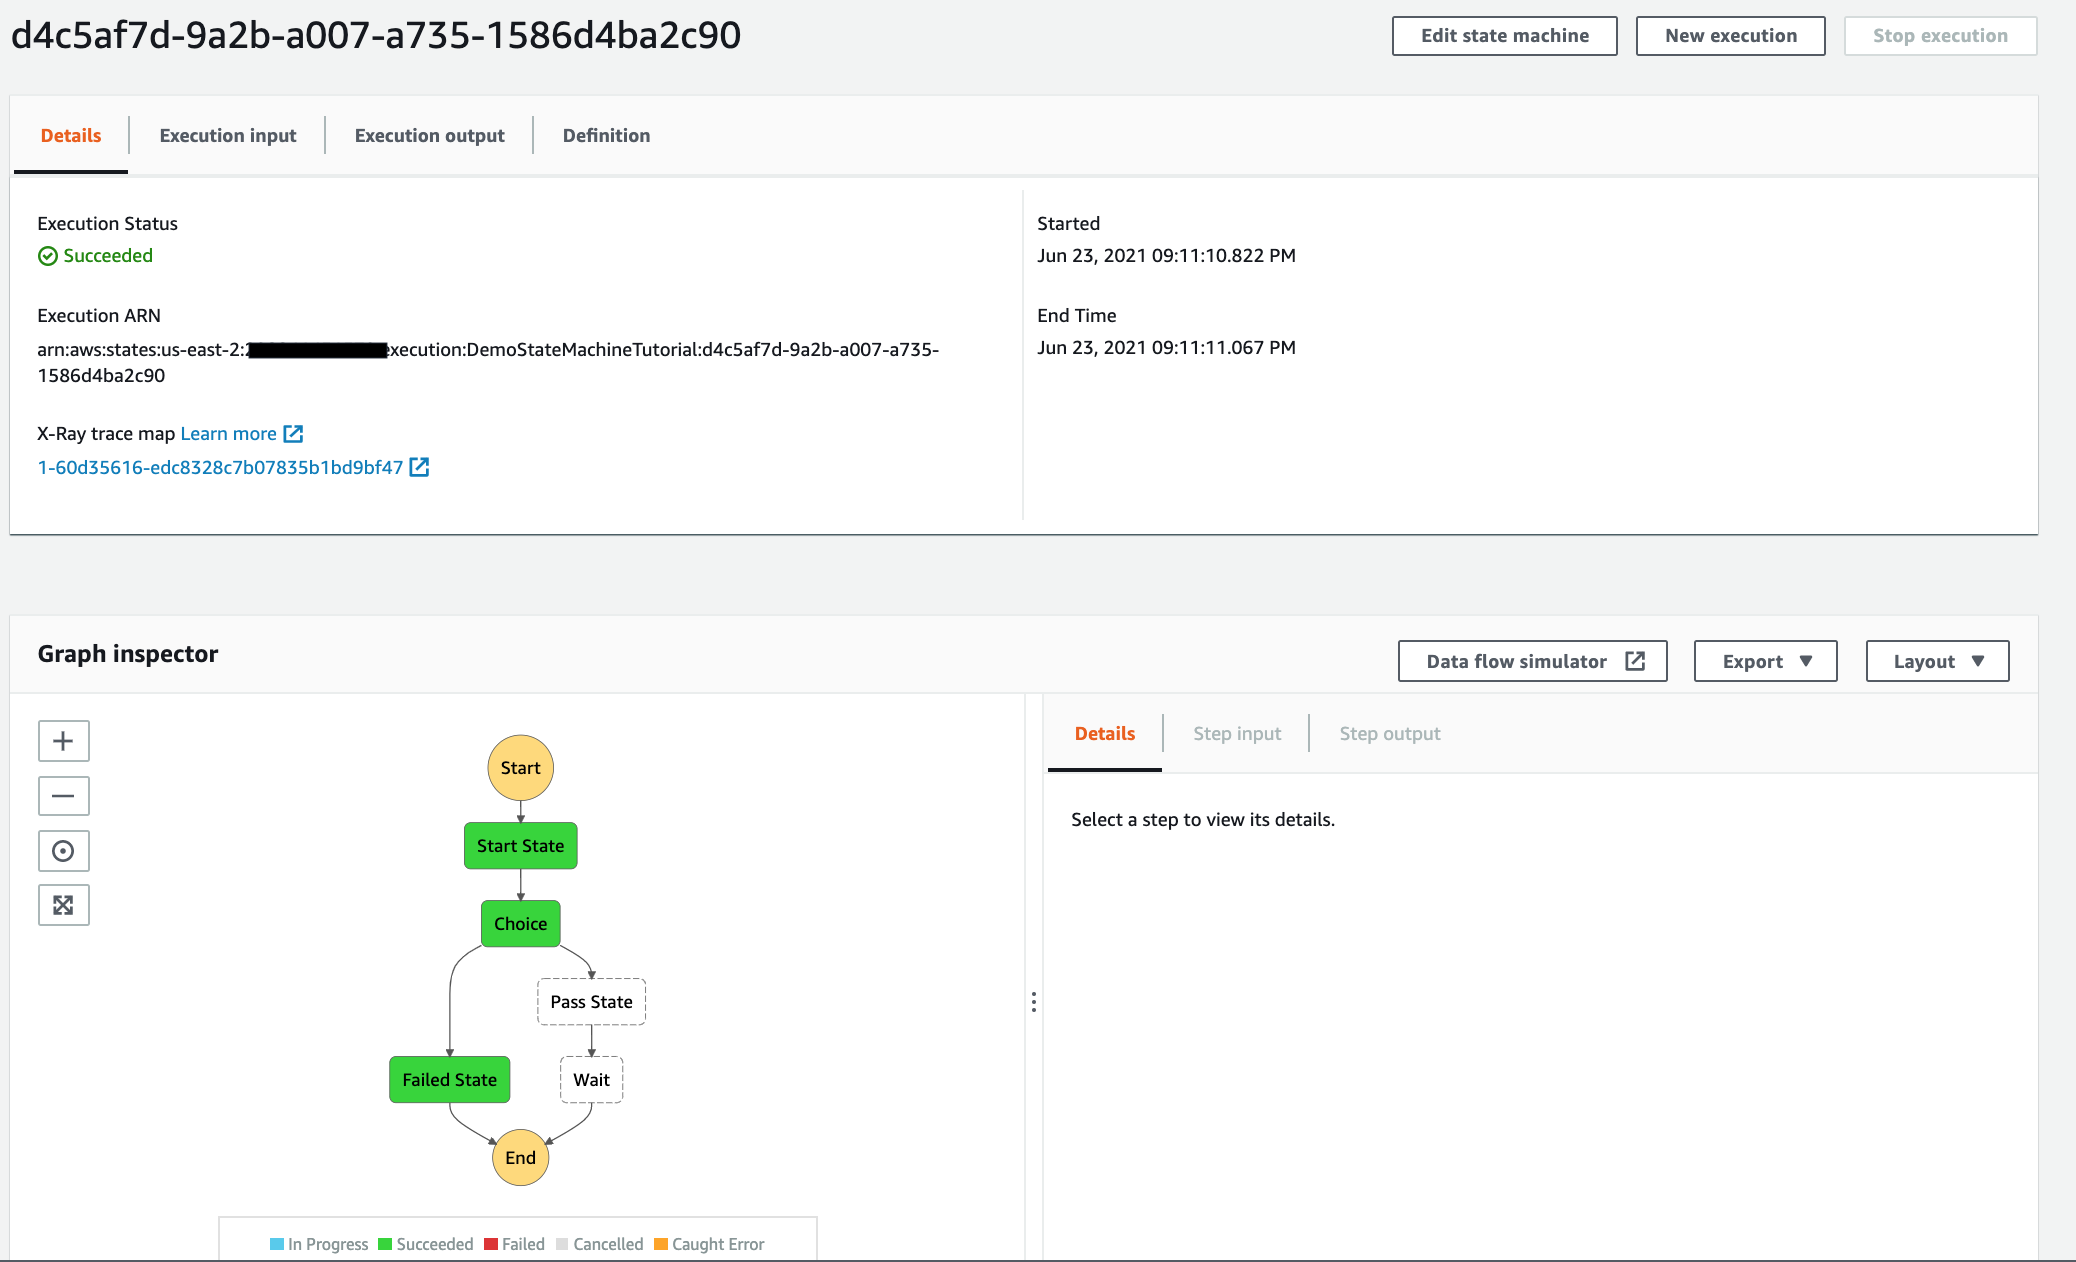 d4c5af7d-9a2b-a007-a735-1586d4ba2c90
Edit state machine
New execution
Stop execution
Details
Execution input
Execution output
Definition
Execution Status
Succeeded
Execution ARN
arn:aws:states:us-east-2: xecution:DemoStateMachineTutorial:d4c5af7d-9a2b-a007-a735-
1586d4ba2c90
X-Ray trace map Learn more
1-60d35616-edc8328c7b07835b1bd9bf47
Started
Jun 23, 2021 09:11:10.822 PM
End Time
Jun 23, 2021 09:11:11.067 PM
Graph inspector
Data flow simulator
Export
Layout
Start
Start State
Choice
Pass State
Failed State
Wait
End
In Progress
Succeeded
Failed
Cancelled
Caught Error
Details
Step input
Step output
Select a step to view its details.